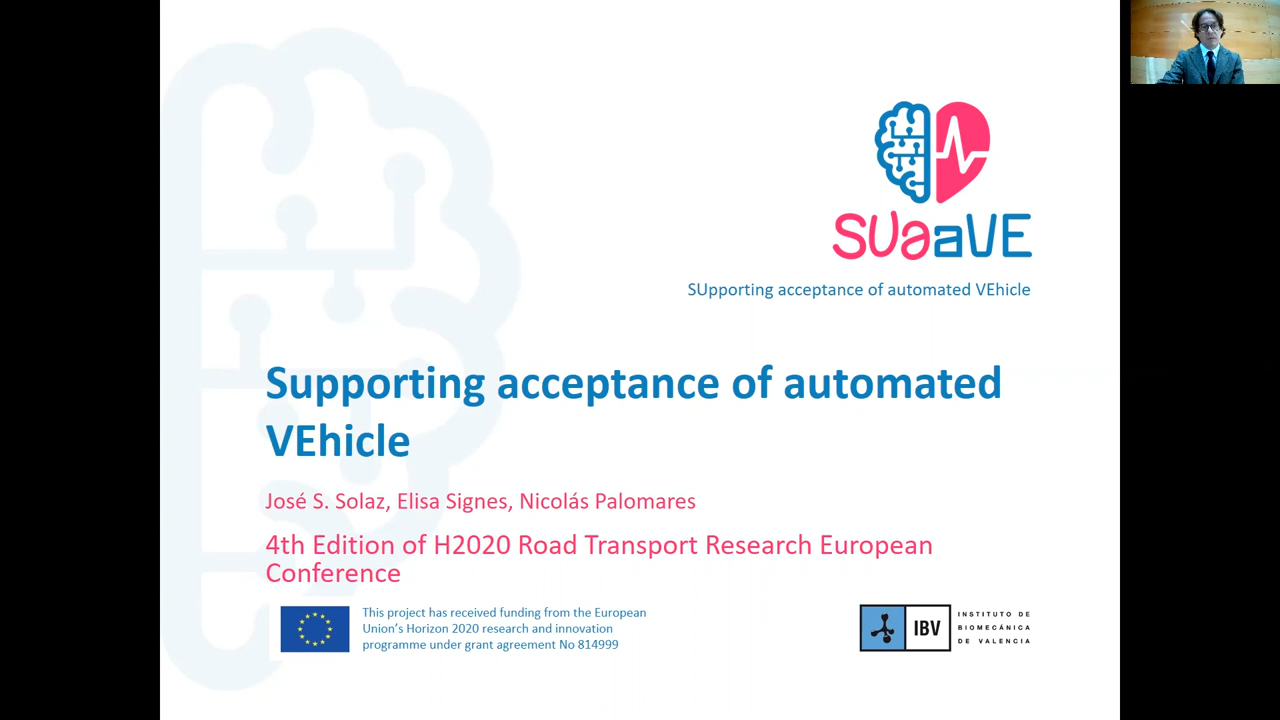 SUaaVE
SUpporting acceptance of automated VEhicle
Supporting acceptance of automated
VEhicle
José S. Solaz, Elisa Signes, Nicolás Palomares
4th Edition of H2020 Road Transport Research European
Conference
This project has received funding from the European
Union's Horizon 2020 research and innovation
programme under grant agreement No 814999
IBV
INSTITUTO DE
BIOMECÁNICA
DE VALENCIA